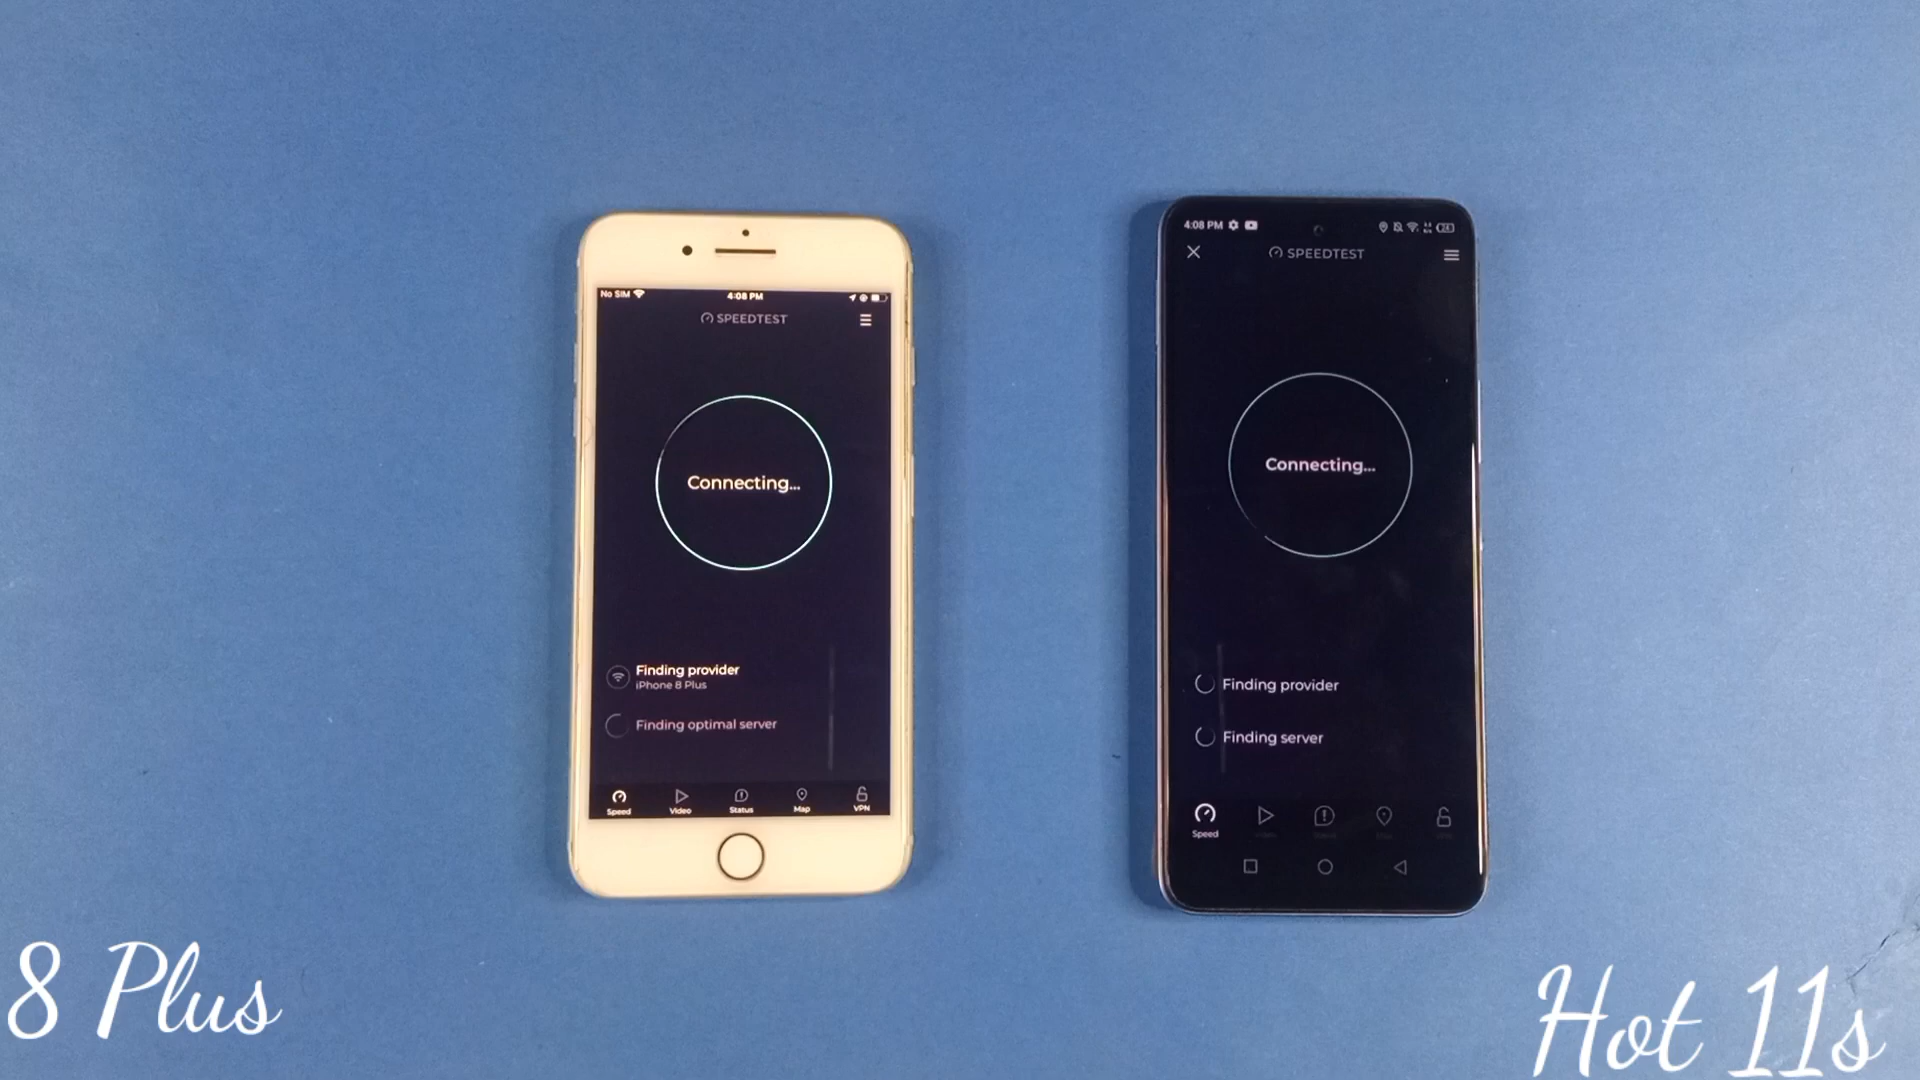 No SIM
4:08 PM
SPEEDTEST
Connecting...
Finding provider
iPhone 8 Plus
Finding optimal server
Speed
Video
Status
Map
VPN
4:08 PM
SPEEDTEST
Connecting...
Finding provider
Finding server
Speed
8 Plus
Hot 11s